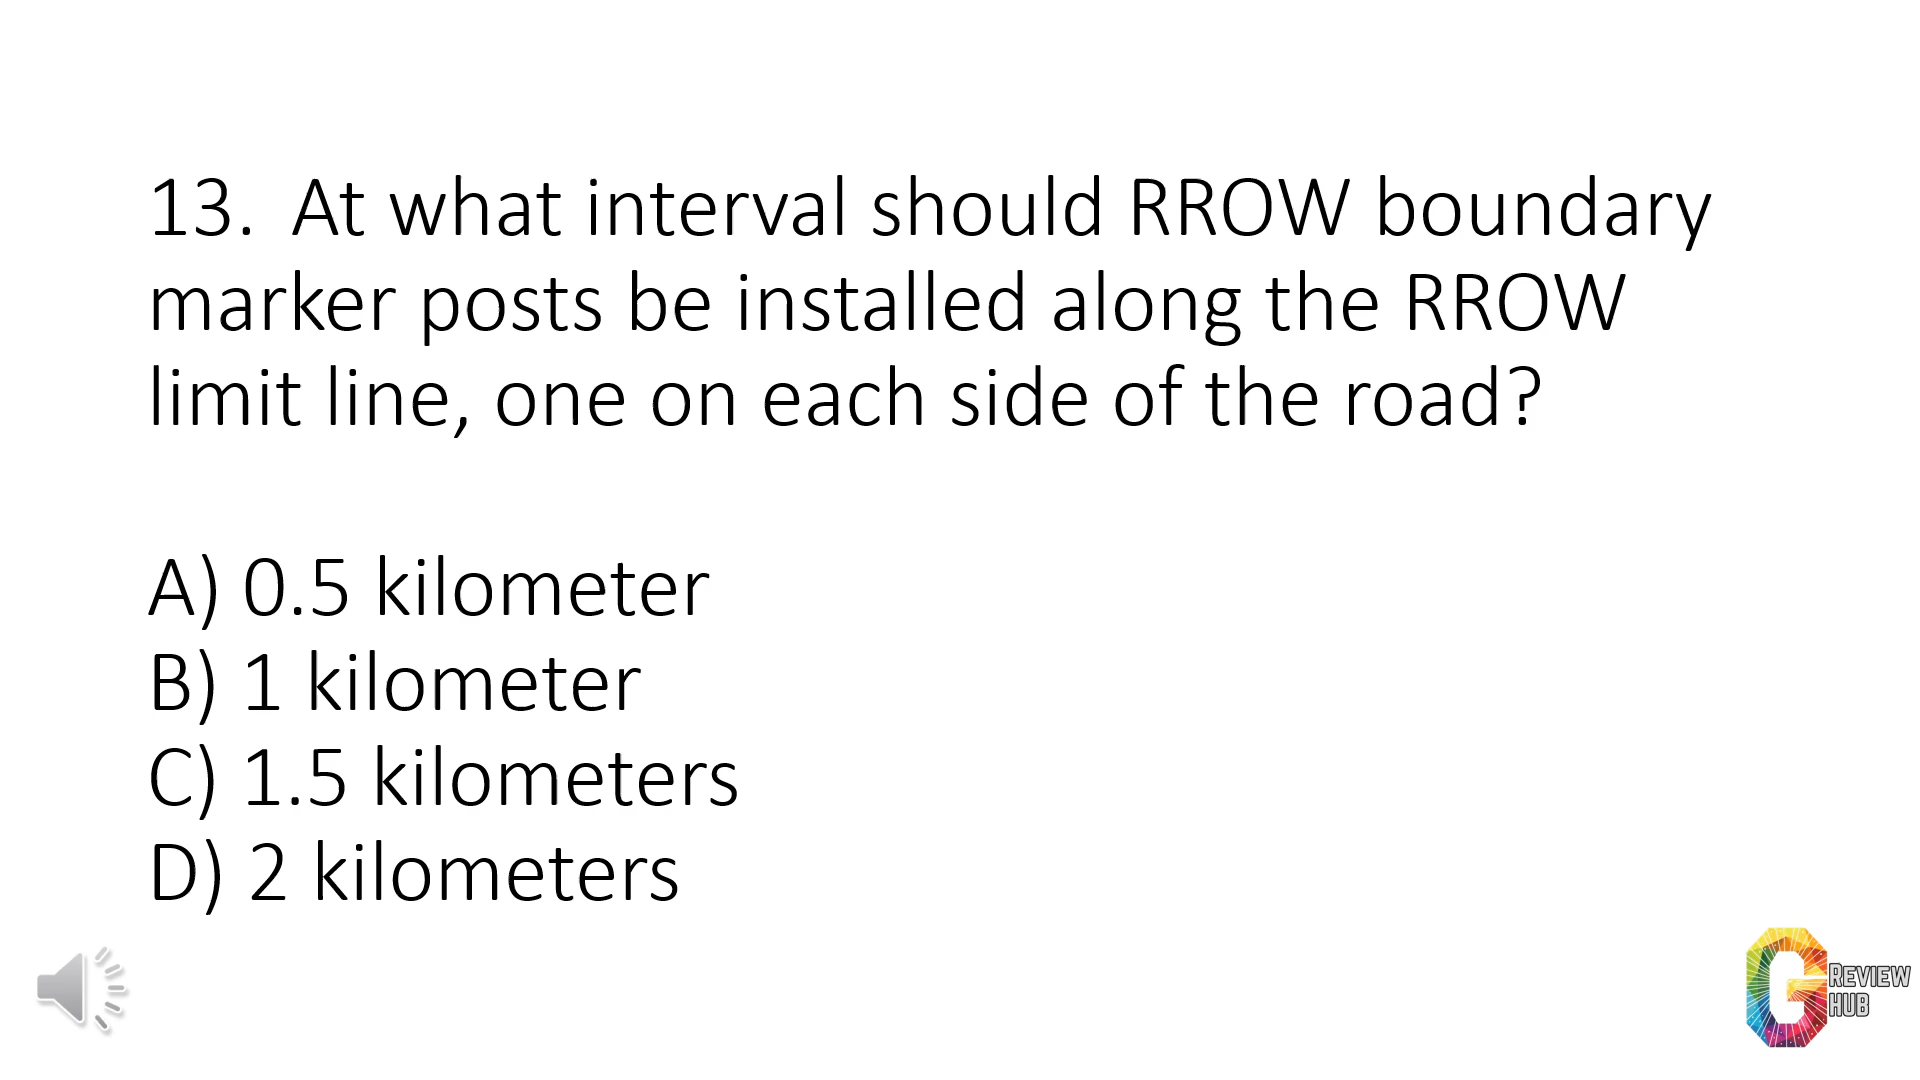 13. At what interval should RROW boundary
marker posts be installed along the RROW
limit line, one on each side of the road?
A) 0.5 kilometer
B) 1 kilometer
C) 1.5 kilometers
D) 2 kilometers
G REVIEW
HUB